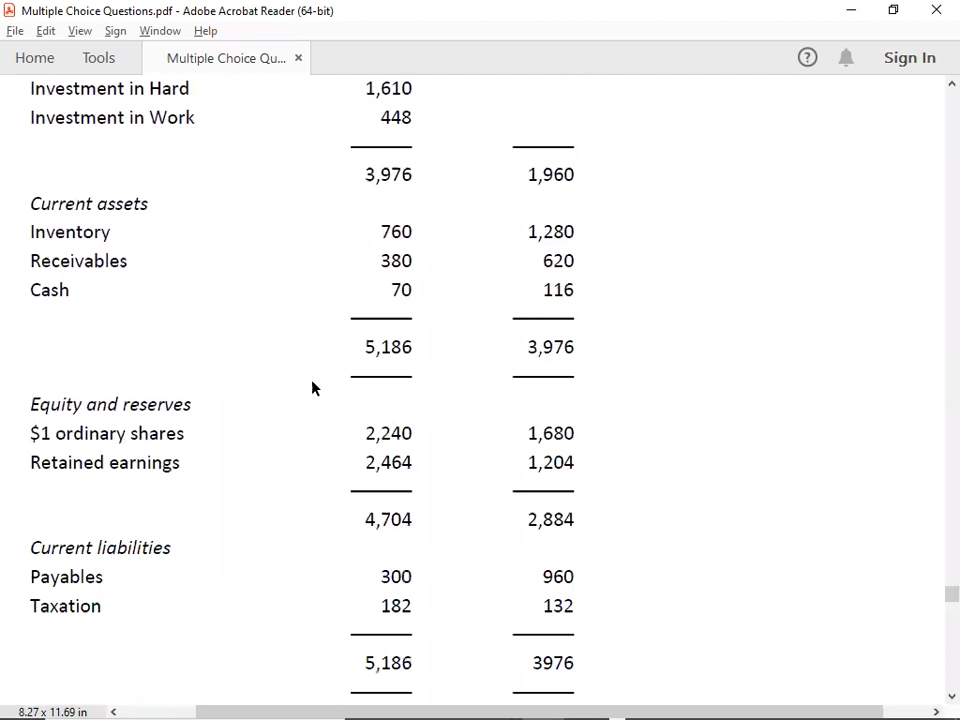 Multiple Choice Questions.pdf - Adobe Acrobat Reader (64-bit)
File Edit View Sign Window Help
Home Tools Multiple Choice Qu... × Sign In
Investment in Hard 1,610
Investment in Work 448
3,976 1,960
Current assets
Inventory 760 1,280
Receivables 380 620
Cash 70 116
5,186 3,976
Equity and reserves
$1 ordinary shares 2,240 1,680
Retained earnings 2,464 1,204
4,704 2,884
Current liabilities
Payables 300 960
Taxation 182 132
5,186 3976
8.27 x 11.69 in